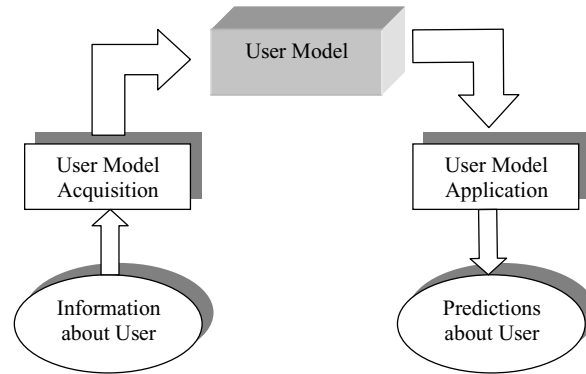 User Model
User Model
Acquisition
User Model
Application
Information
about User
Predictions
about User